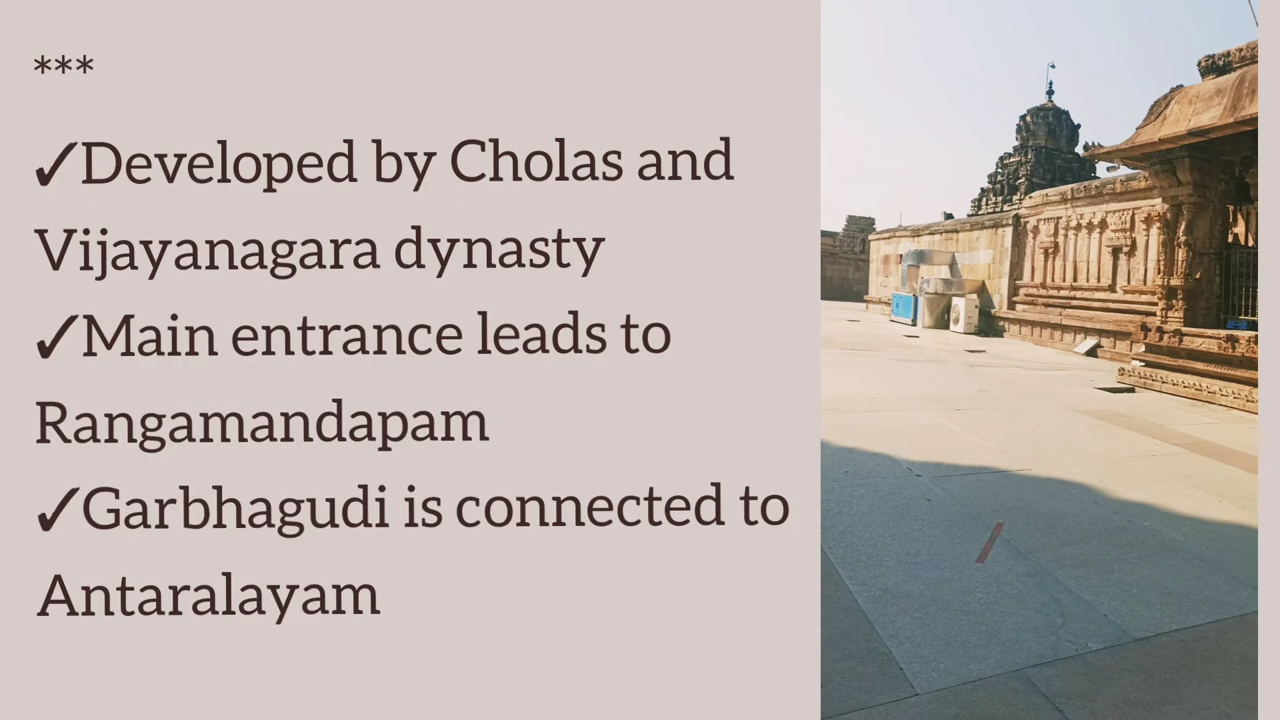 ***
✓Developed by Cholas and
Vijayanagara dynasty
✓Main entrance leads to
Rangamandapam
✓Garbhagudi is connected to
Antaralayam